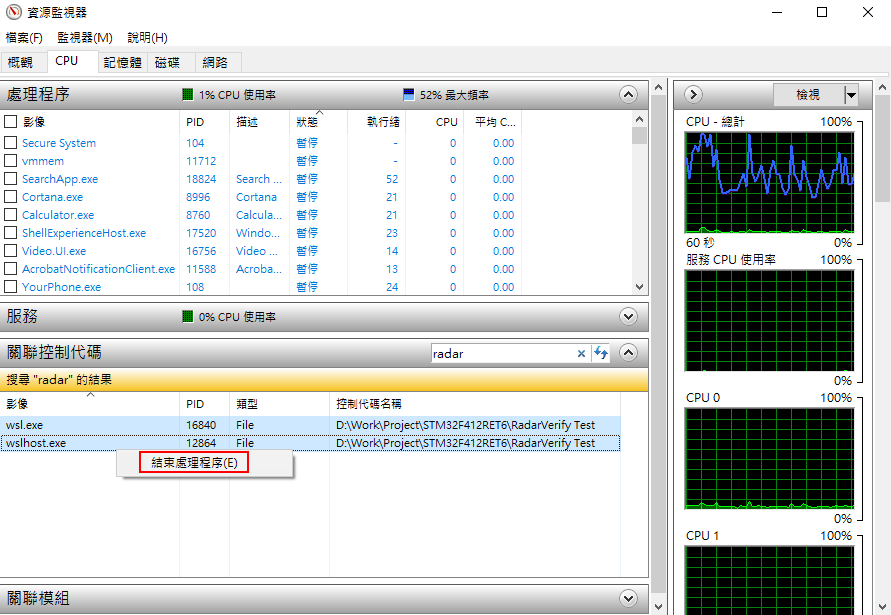 資源監視器
檔案(F) 監視器(M) 說明(H)
概觀 CPU 記憶體 磁碟 網路
處理程序 1% CPU 使用率 52% 最大頻率
影像 PID 描述 狀態 執行緒 CPU 平均 C...
Secure System 104 暫停 - 0 0.00
vmmem 11712 暫停 - 0 0.00
SearchApp.exe 18824 Search ... 暫停 52 0 0.00
Cortana.exe 8996 Cortana 暫停 21 0 0.00
Calculator.exe 8760 Calcula... 暫停 21 0 0.00
ShellExperienceHost.exe 17520 Windo... 暫停 23 0 0.00
Video.UI.exe 16756 Video ... 暫停 14 0 0.00
AcrobatNotificationClient.exe 11588 Acroba... 暫停 13 0 0.00
YourPhone.exe 108 暫停 24 0 0.00
服務 0% CPU 使用率
關聯控制代碼 radar
搜尋 "radar" 的結果
影像 PID 類型 控制代碼名稱
wsl.exe 16840 File D:\Work\Project\STM32F412RET6\RadarVerify Test
wslhost.exe 12864 File D:\Work\Project\STM32F412RET6\RadarVerify Test
結束處理程序(E)
關聯模組
檢視
CPU - 總計 100%
60 秒 0%
服務 CPU 使用率 100%
0%
CPU 0 100%
0%
CPU 1 100%